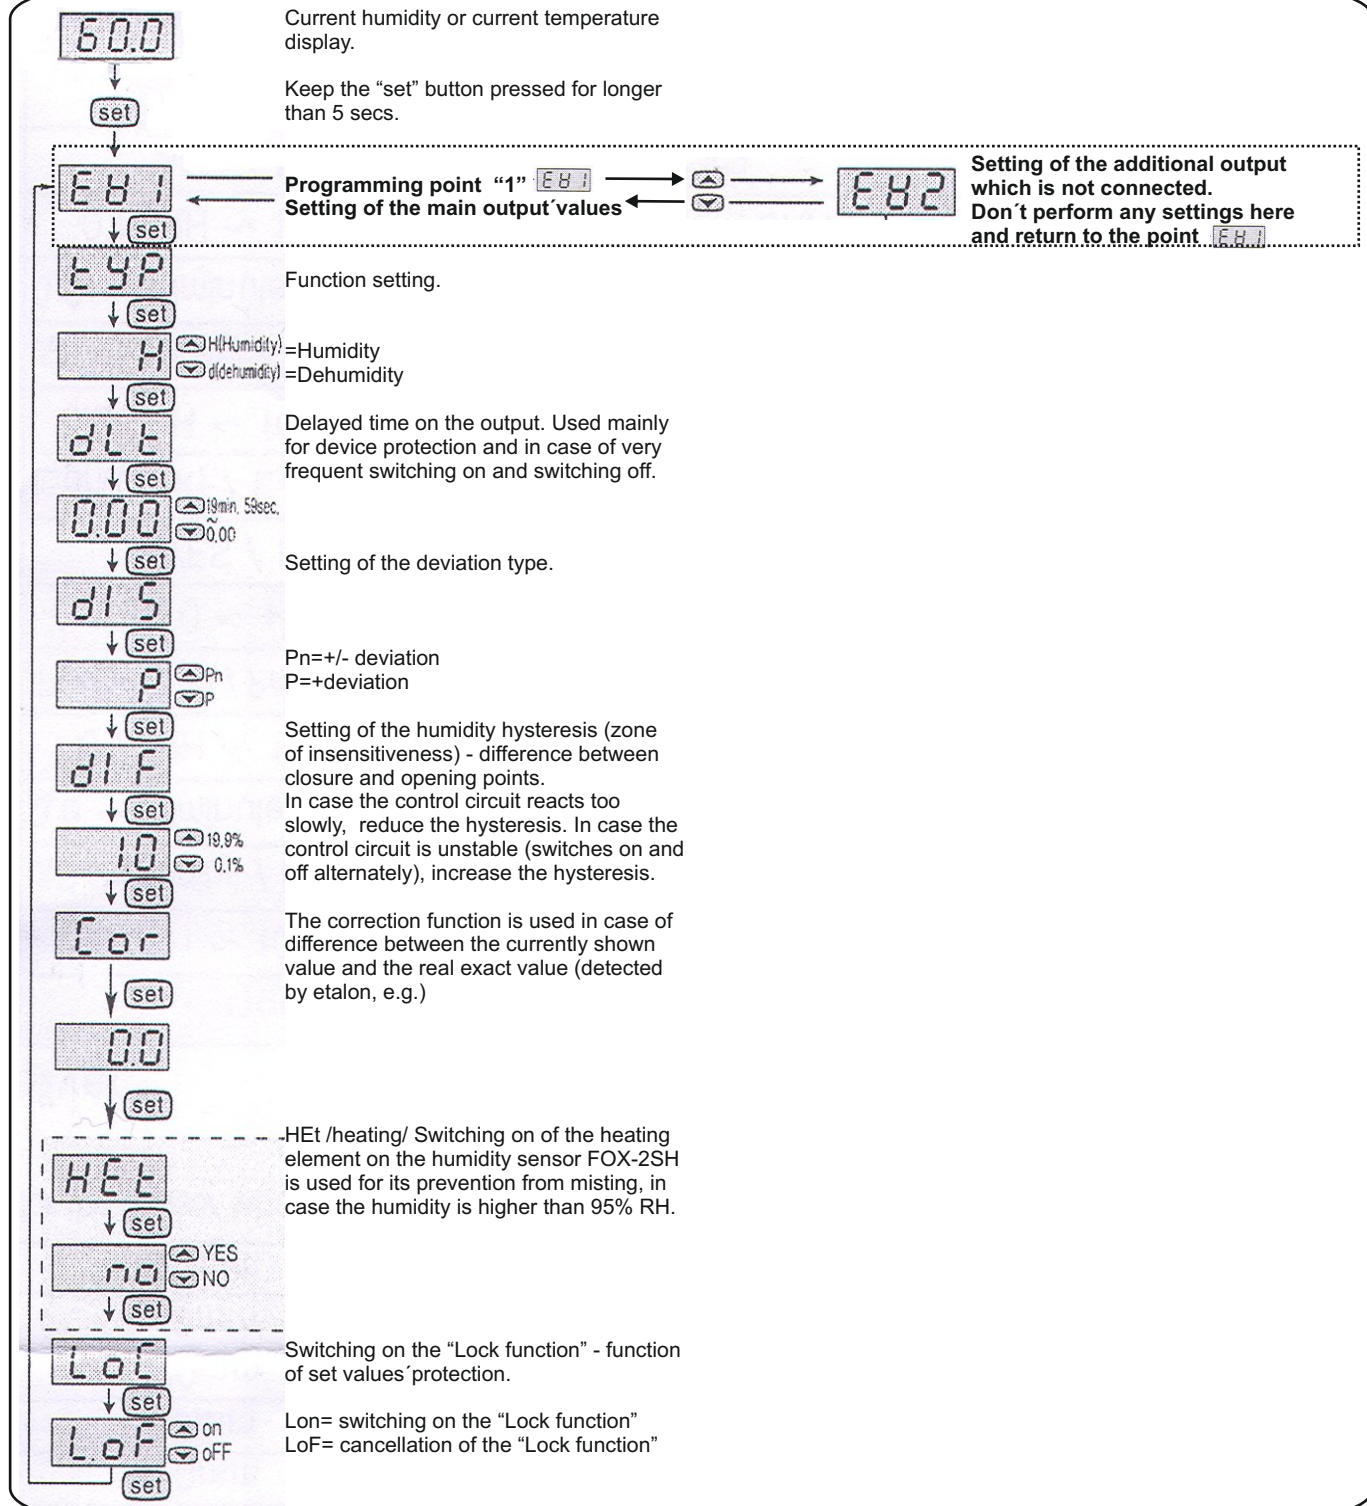 60.0
Current humidity or current temperature
display.
Keep the “set” button pressed for longer
than 5 secs.
set
EH1
Programming point “1” EH1
Setting of the main output´values
EH2
Setting of the additional output
which is not connected.
Don´t perform any settings here
and return to the point EH1
set
tYP
Function setting.
set
H
H(Humidity)
=Humidity
d(dehumidity)
=Dehumidity
set
dLt
Delayed time on the output. Used mainly
for device protection and in case of very
frequent switching on and switching off.
set
0.00
19min. 59sec.
~
0.00
set
Setting of the deviation type.
dIS
set
Pn=+/- deviation
P=+deviation
P
Pn
P
set
Setting of the humidity hysteresis (zone
of insensitiveness) - difference between
closure and opening points.
dIF
In case the control circuit reacts too
slowly, reduce the hysteresis. In case the
control circuit is unstable (switches on and
off alternately), increase the hysteresis.
set
1.0
19.9%
0.1%
set
Cor
The correction function is used in case of
difference between the currently shown
value and the real exact value (detected
by etalon, e.g.)
set
0.0
set
HEt /heating/ Switching on of the heating
element on the humidity sensor FOX-2SH
is used for its prevention from misting, in
case the humidity is higher than 95% RH.
HEt
set
no
YES
NO
set
LoC
Switching on the “Lock function” - function
of set values´protection.
set
Lon= switching on the “Lock function”
LoF= cancellation of the “Lock function”
L.oF
on
oFF
set